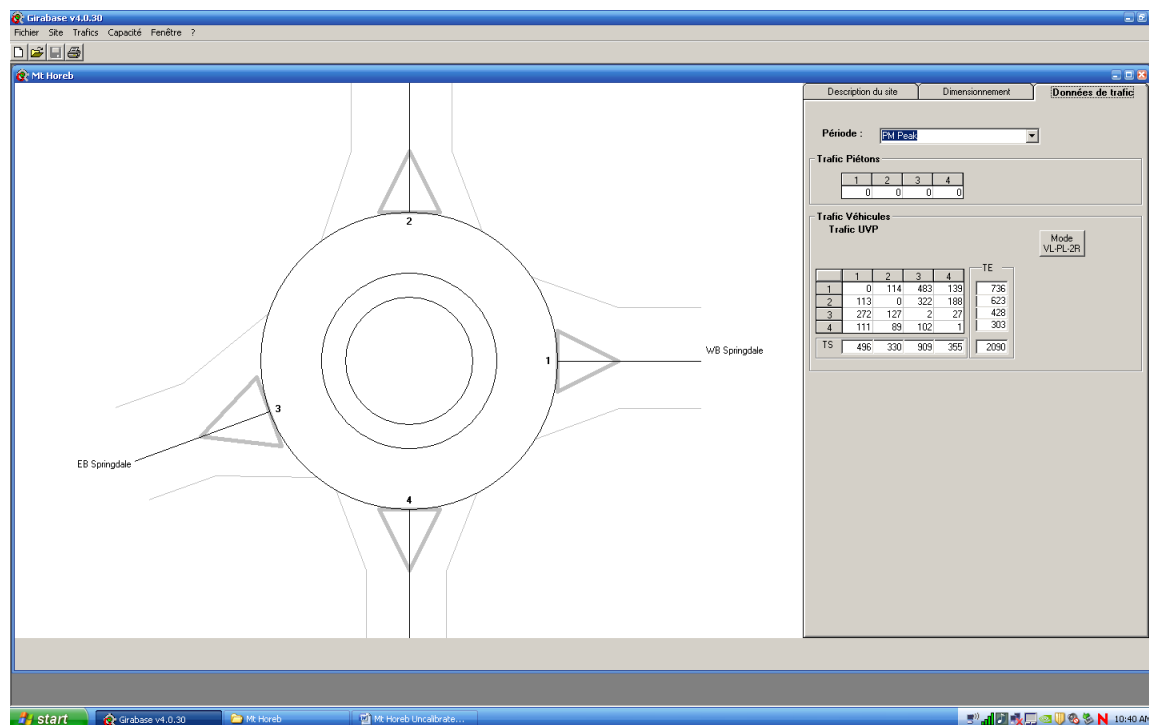 Girabase v4.0.30
Fichier Site Trafics Capacité Fenêtre ?
Mt Horeb
Description du site Dimensionnement Données de trafic
Période : PM Peak
Trafic Piétons
1 2 3 4
0 0 0 0
Trafic Véhicules
Trafic UVP
Mode
VL-PL-2R
TE
1 2 3 4
1 0 114 483 139 736
2 113 0 322 188 623
3 272 127 2 27 428
4 111 89 102 1 303
TS 496 330 909 355 2090
2
1
WB Springdale
3
EB Springdale
4
start Girabase v4.0.30 Mt Horeb Mt Horeb Uncalibrate... N 10:40 AM